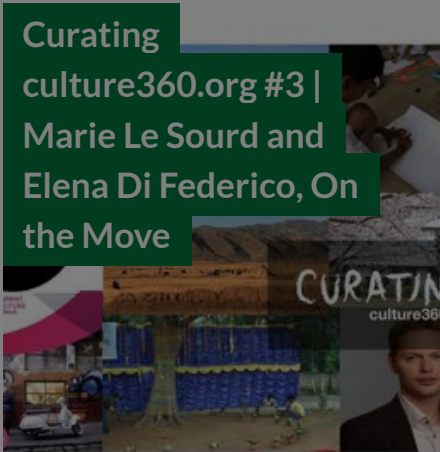 Curating
culture360.org #3 |
Marie Le Sourd and
Elena Di Federico, On
the Move
CURATIN
culture360